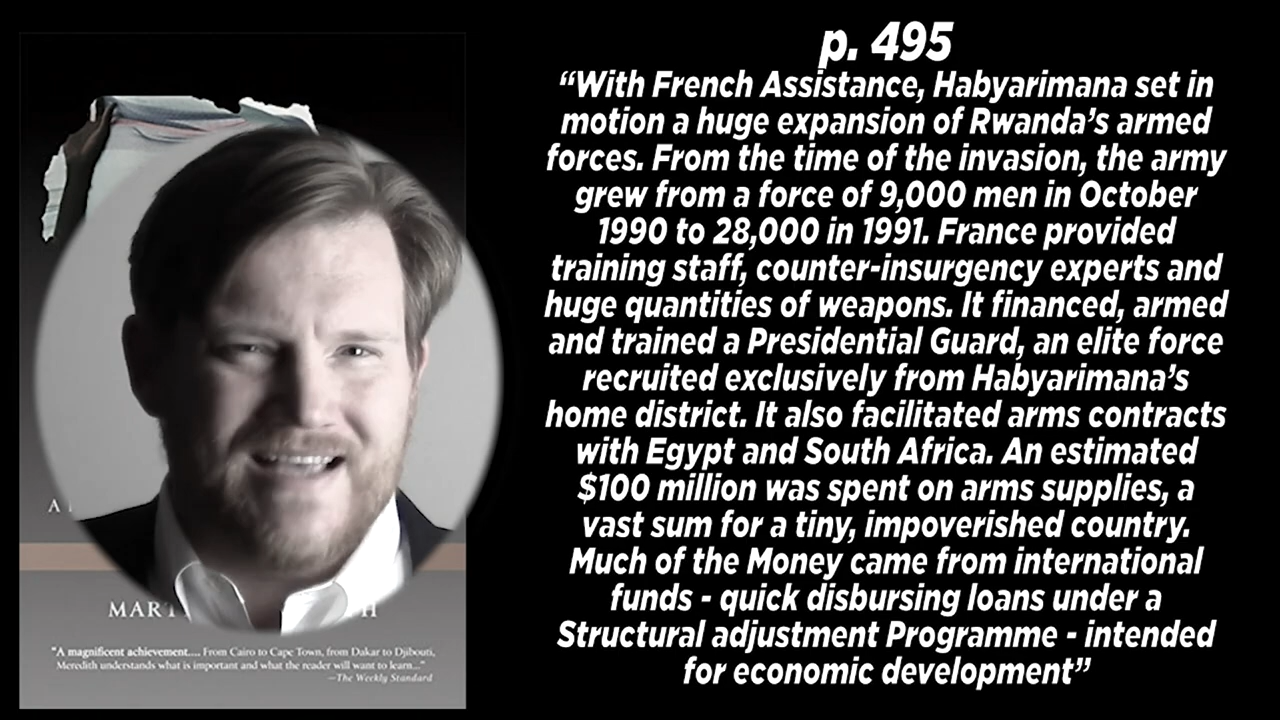 p. 495
“With French Assistance, Habyarimana set in
motion a huge expansion of Rwanda’s armed
forces. From the time of the invasion, the army
grew from a force of 9,000 men in October
1990 to 28,000 in 1991. France provided
training staff, counter-insurgency experts and
huge quantities of weapons. It financed, armed
and trained a Presidential Guard, an elite force
recruited exclusively from Habyarimana’s
home district. It also facilitated arms contracts
with Egypt and South Africa. An estimated
$100 million was spent on arms supplies, a
vast sum for a tiny, impoverished country.
Much of the Money came from international
funds - quick disbursing loans under a
Structural adjustment Programme - intended
for economic development”
"A magnificent achievement.... From Cairo to Cape Town, from Dakar to Djibouti,
Meredith understands what is important and what the reader will want to learn..."
—The Weekly Standard